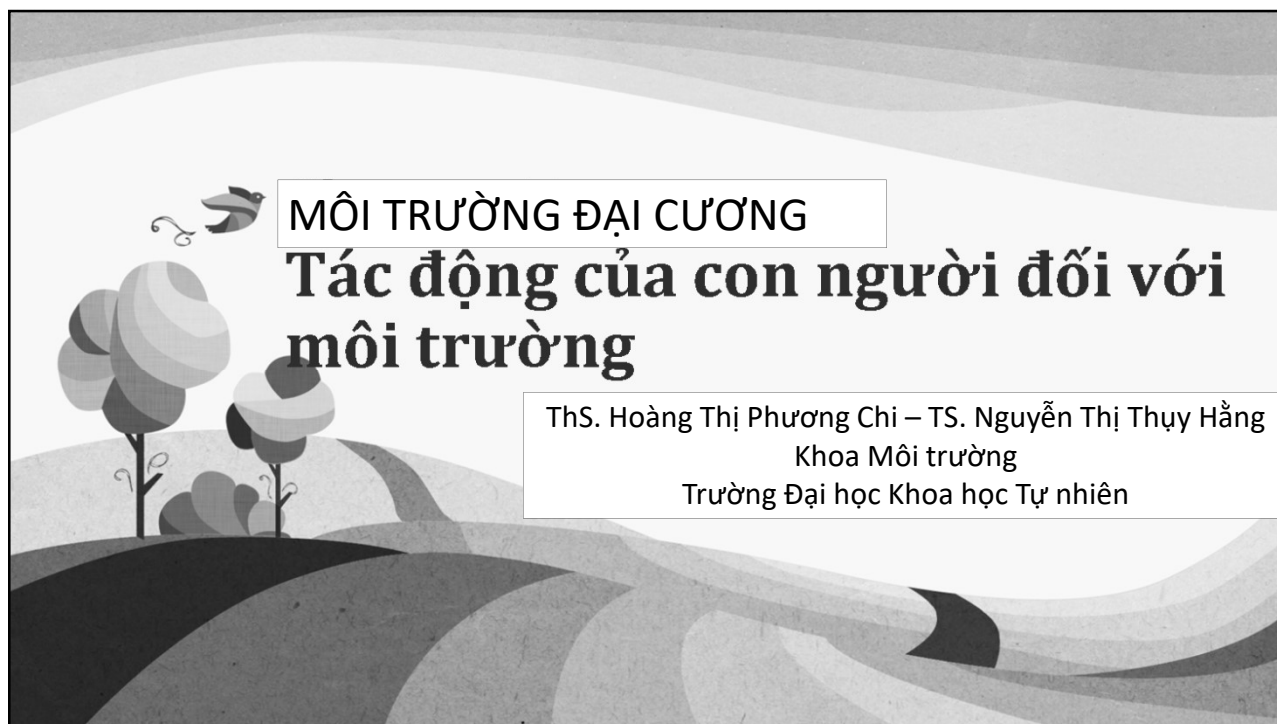 MÔI TRƯỜNG ĐẠI CƯƠNG
Tác động của con người đối với
môi trường
ThS. Hoàng Thị Phương Chi – TS. Nguyễn Thị Thụy Hằng
Khoa Môi trường
Trường Đại học Khoa học Tự nhiên